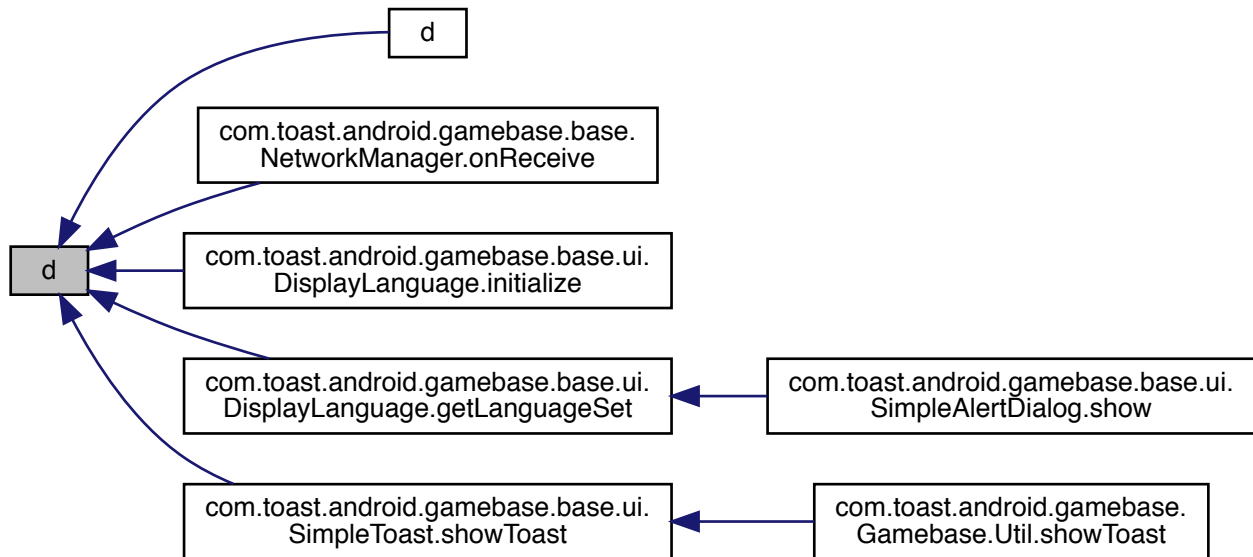 d
com.toast.android.gamebase.base.
NetworkManager.onReceive
d
com.toast.android.gamebase.base.ui.
DisplayLanguage.initialize
com.toast.android.gamebase.base.ui.
DisplayLanguage.getLanguageSet
com.toast.android.gamebase.base.ui.
SimpleAlertDialog.show
com.toast.android.gamebase.base.ui.
SimpleToast.showToast
com.toast.android.gamebase.
Gamebase.Util.showToast